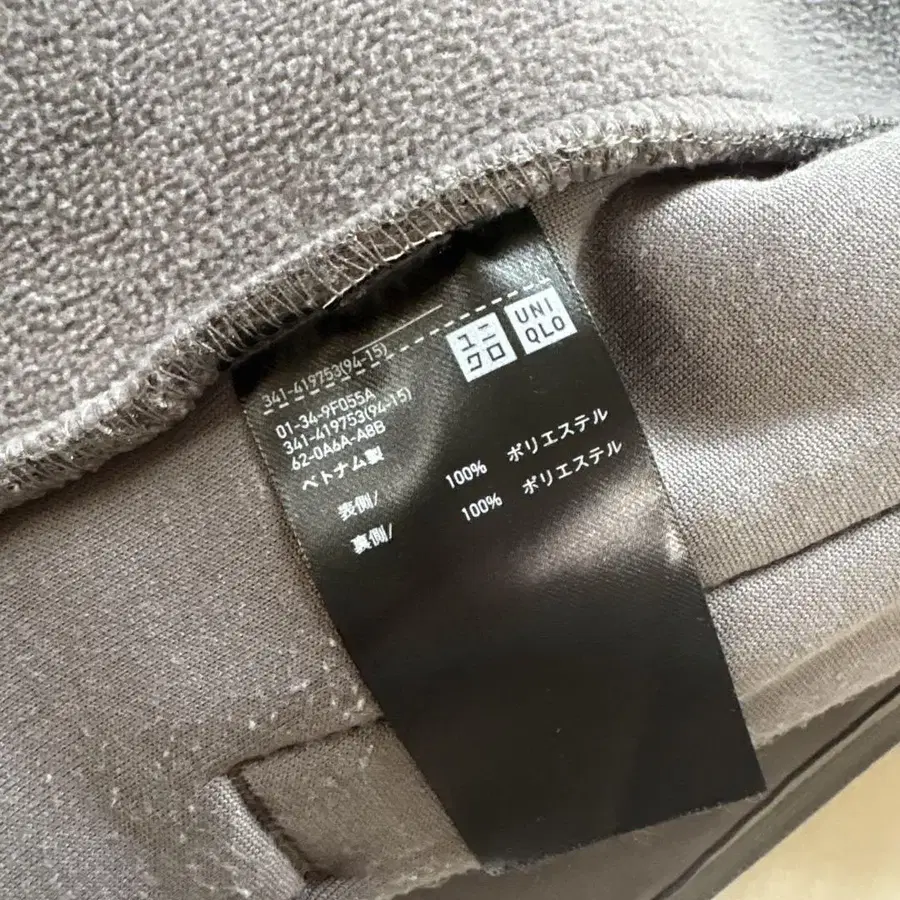 ユニクロ
UNIQLO
341-419753(94-15)
01-34-9F055A
341-419753(94-15)
62-0A6A-A8B
ベトナム製
表側/ 100% ポリエステル
裏側/ 100% ポリエステル